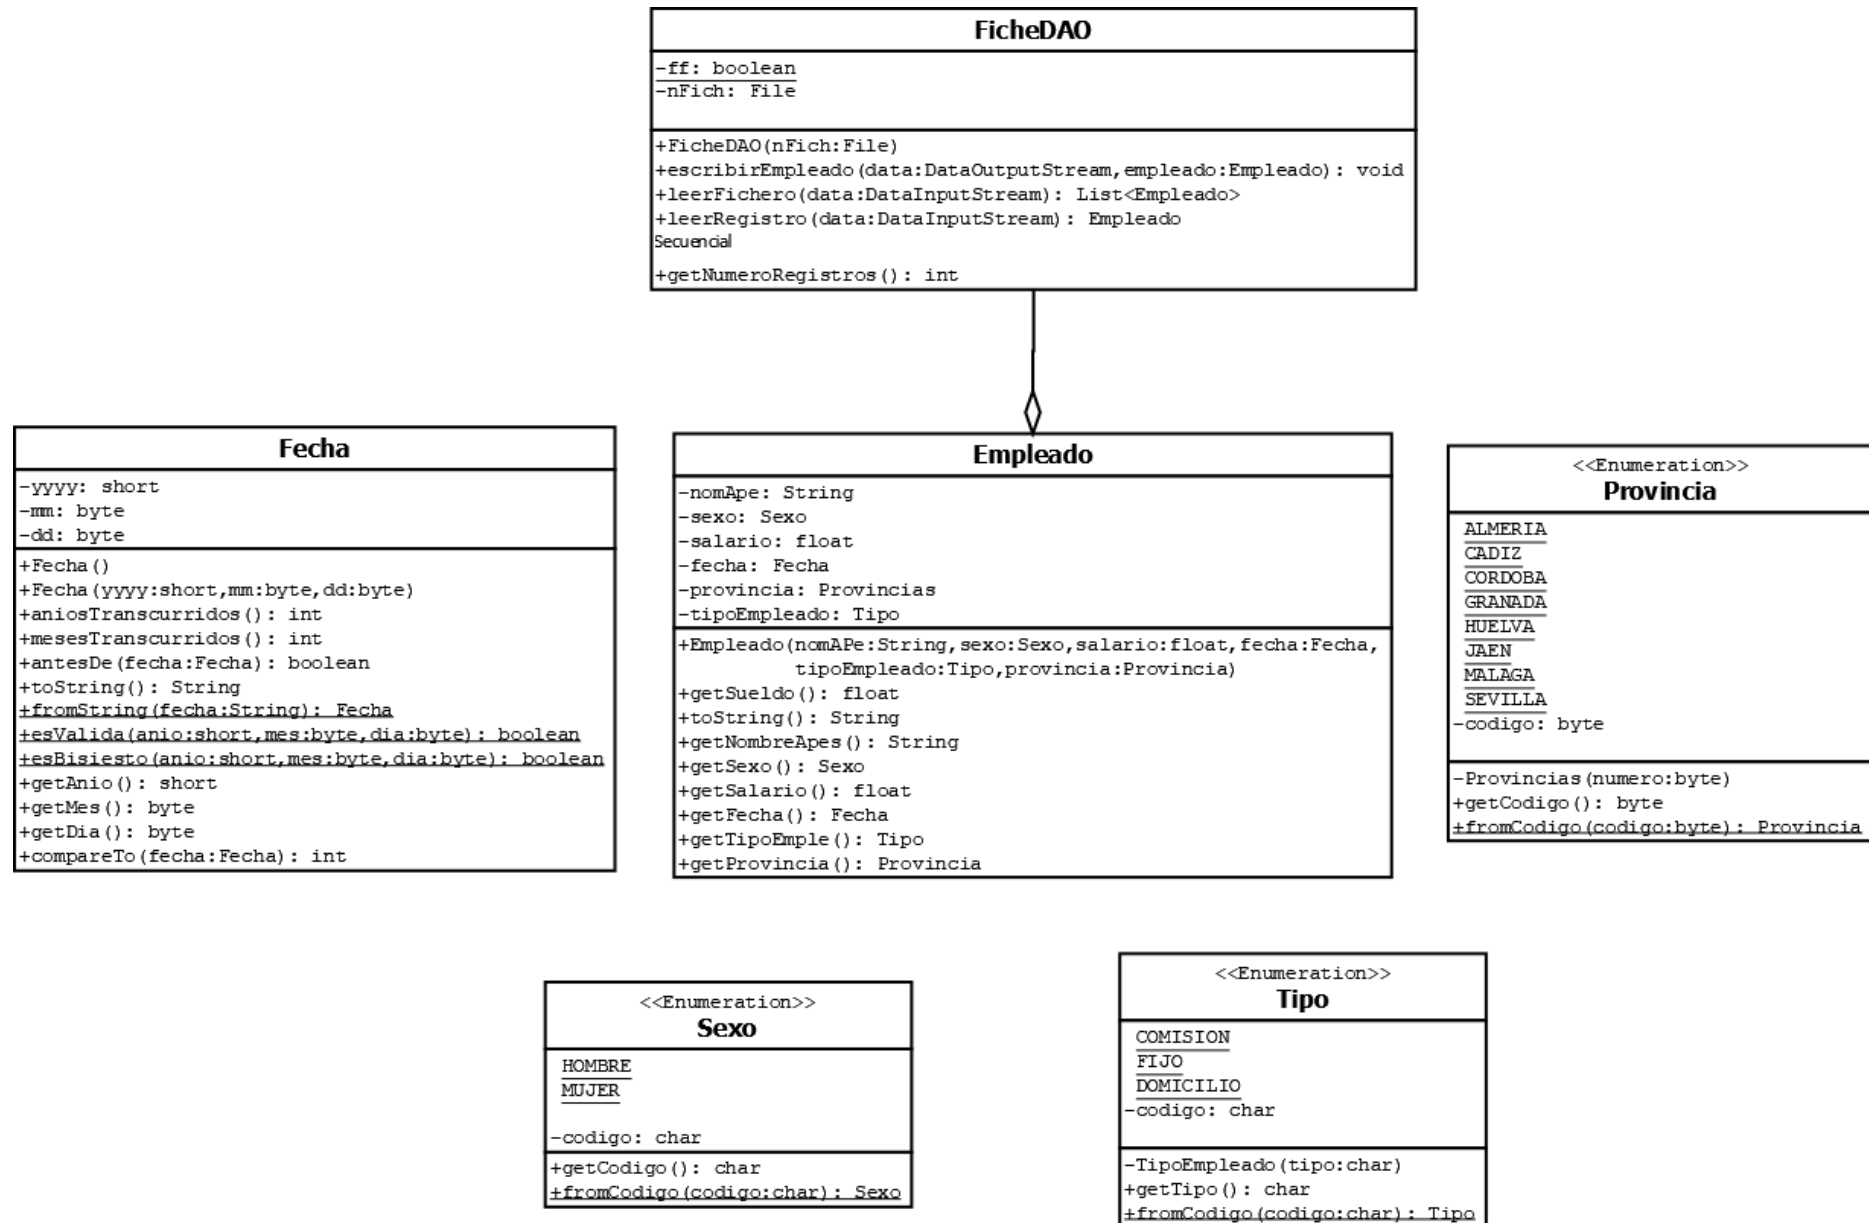 FicheDAO
-ff: boolean
-nFich: File
+FicheDAO(nFich:File)
+escribirEmpleado(data:DataOutputStream,empleado:Empleado): void
+leerFichero(data:DataInputStream): List<Empleado>
+leerRegistro(data:DataInputStream): Empleado
Secuencial
+getNumeroRegistros(): int
Fecha
-yyyy: short
-mm: byte
-dd: byte
+Fecha()
+Fecha(yyyy:short,mm:byte,dd:byte)
+aniosTranscurridos(): int
+mesesTranscurridos(): int
+antesDe(fecha:Fecha): boolean
+toString(): String
+fromString(fecha:String): Fecha
+esValida(anio:short,mes:byte,dia:byte): boolean
+esBisiesto(anio:short,mes:byte,dia:byte): boolean
+getAnio(): short
+getMes(): byte
+getDia(): byte
+compareTo(fecha:Fecha): int
Empleado
-nomApe: String
-sexo: Sexo
-salario: float
-fecha: Fecha
-provincia: Provincias
-tipoEmpleado: Tipo
+Empleado(nomAPe:String,sexo:Sexo,salario:float,fecha:Fecha,
tipoEmpleado:Tipo,provincia:Provincia)
+getSueldo(): float
+toString(): String
+getNombreApes(): String
+getSexo(): Sexo
+getSalario(): float
+getFecha(): Fecha
+getTipoEmple(): Tipo
+getProvincia(): Provincia
<<Enumeration>>
Provincia
ALMERIA
CADIZ
CORDOBA
GRANADA
HUELVA
JAEN
MALAGA
SEVILLA
-codigo: byte
-Provincias(numero:byte)
+getCodigo(): byte
+fromCodigo(codigo:byte): Provincia
<<Enumeration>>
Sexo
HOMBRE
MUJER
-codigo: char
+getCodigo(): char
+fromCodigo(codigo:char): Sexo
<<Enumeration>>
Tipo
COMISION
FIJO
DOMICILIO
-codigo: char
-TipoEmpleado(tipo:char)
+getTipo(): char
+fromCodigo(codigo:char): Tipo